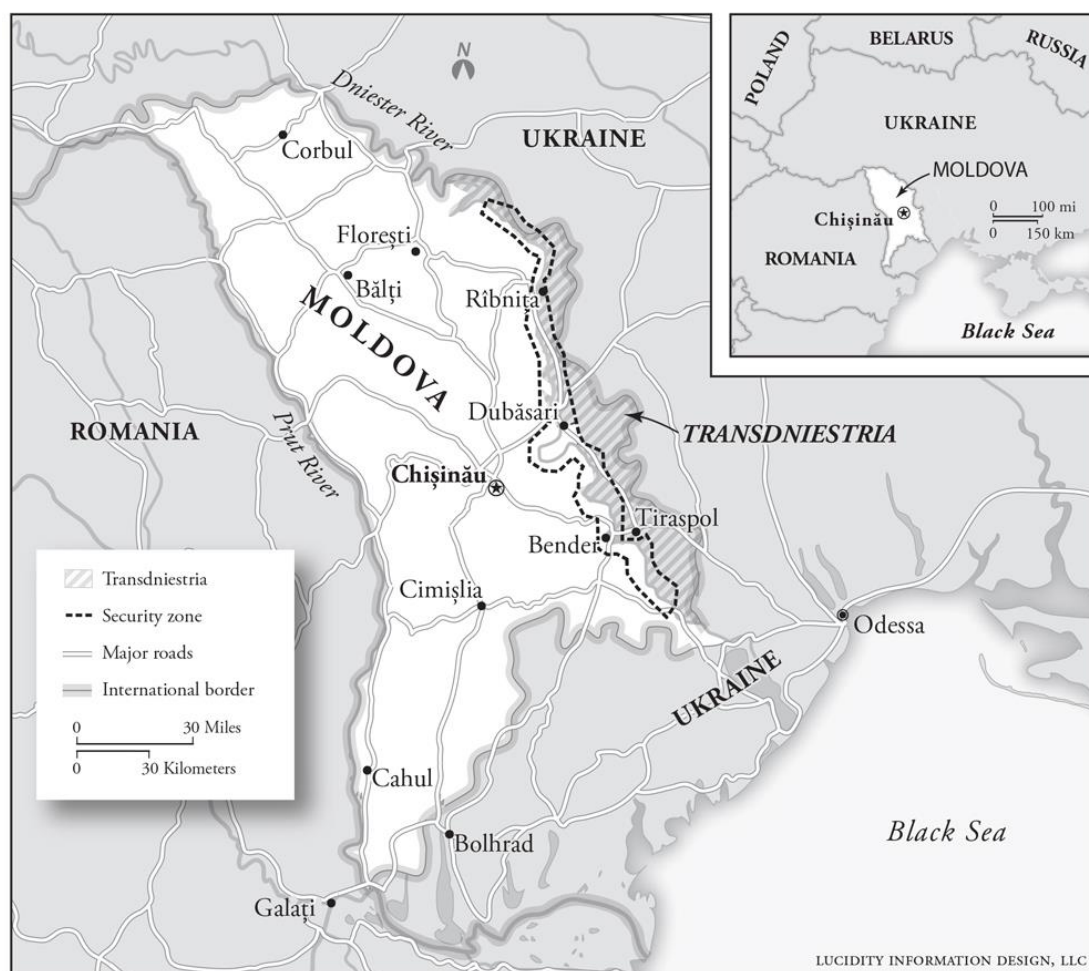 N
Dniester River
UKRAINE
Corbul
Florești
Bălți
Rîbnița
MOLDOVA
Dubăsari
TRANSDNIESTRIA
ROMANIA
Prut River
Chișinău
Tiraspol
Bender
Cimișlia
Odessa
UKRAINE
Cahul
Bolhrad
Galați
Black Sea
Transdniestria
Security zone
Major roads
International border
0 30 Miles
0 30 Kilometers
POLAND
BELARUS
RUSSIA
UKRAINE
MOLDOVA
Chișinău
0 100 mi
0 150 km
ROMANIA
Black Sea
LUCIDITY INFORMATION DESIGN, LLC